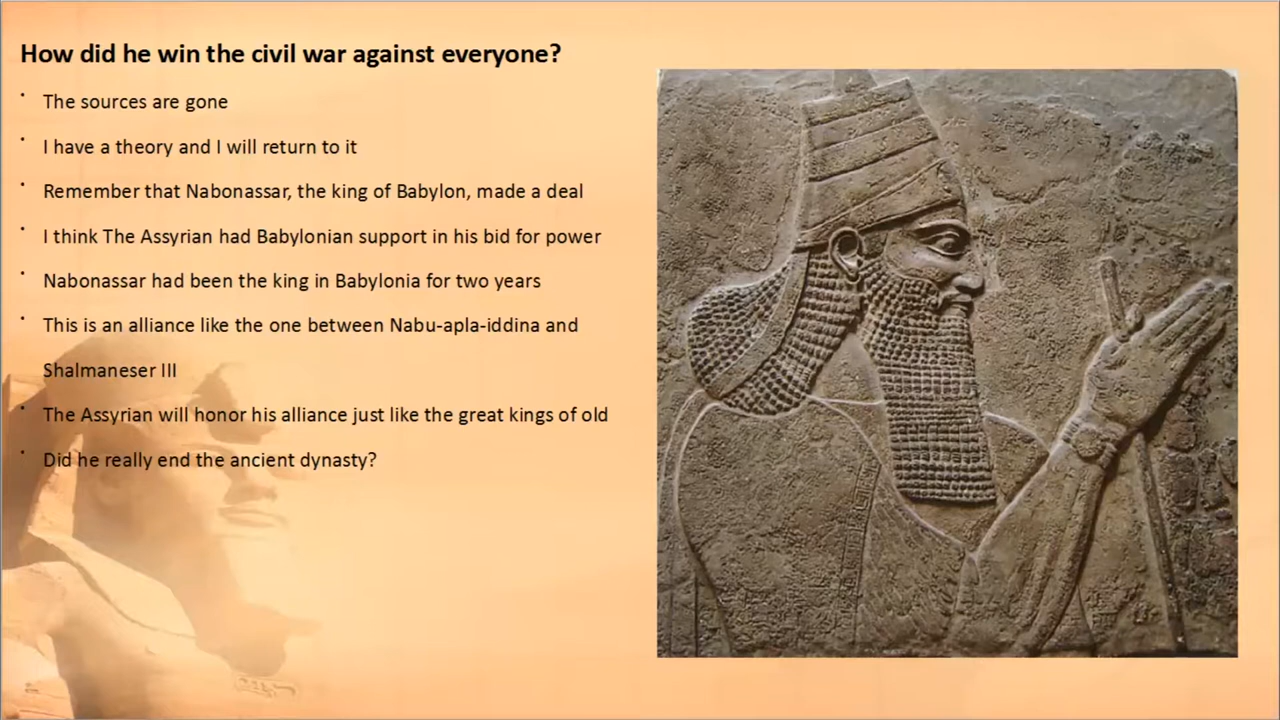 How did he win the civil war against everyone?
• The sources are gone
• I have a theory and I will return to it
• Remember that Nabonassar, the king of Babylon, made a deal
• I think The Assyrian had Babylonian support in his bid for power
• Nabonassar had been the king in Babylonia for two years
• This is an alliance like the one between Nabu-apla-iddina and
Shalmaneser III
• The Assyrian will honor his alliance just like the great kings of old
• Did he really end the ancient dynasty?